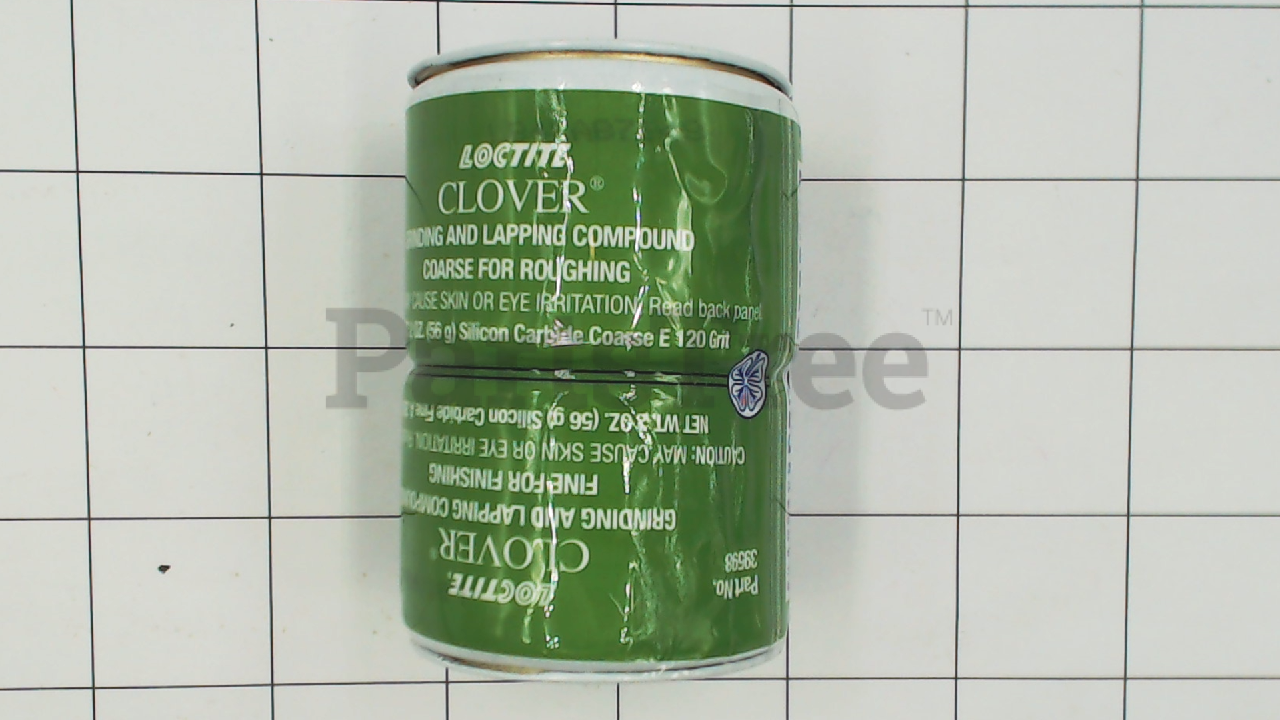 LOCTITE
CLOVER®
GRINDING AND LAPPING COMPOUND
COARSE FOR ROUGHING
CAUSE SKIN OR EYE IRRITATION. Read back panel
OZ. (56 g) Silicon Carbide Coarse E 120 Grit
PartsTree™
NET WT. 2 OZ. (56 g) Silicon Carbide Fine
CAUTION: MAY CAUSE SKIN OR EYE IRRITATION.
FINE FOR FINISHING
GRINDING AND LAPPING COMPOUND
CLOVER®
LOCTITE
Part No.
39598